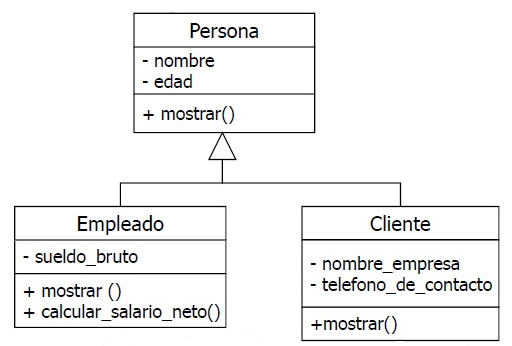 Persona
- nombre
- edad
+ mostrar()
Empleado
- sueldo_bruto
+ mostrar ()
+ calcular_salario_neto()
Cliente
- nombre_empresa
- telefono_de_contacto
+mostrar()